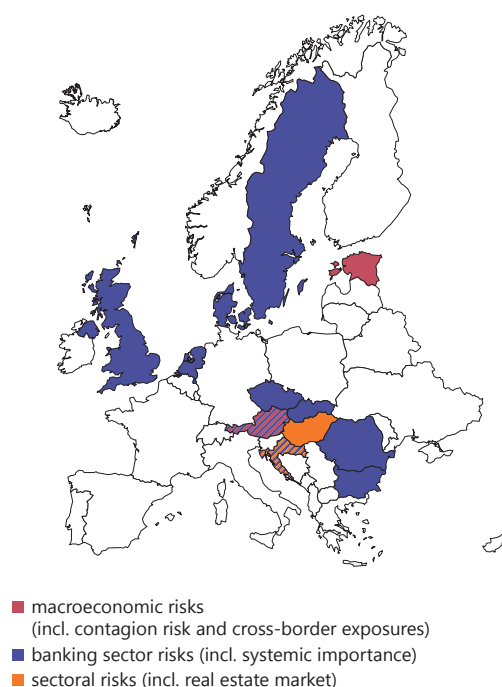 macroeconomic risks
(incl. contagion risk and cross-border exposures)
banking sector risks (incl. systemic importance)
sectoral risks (incl. real estate market)